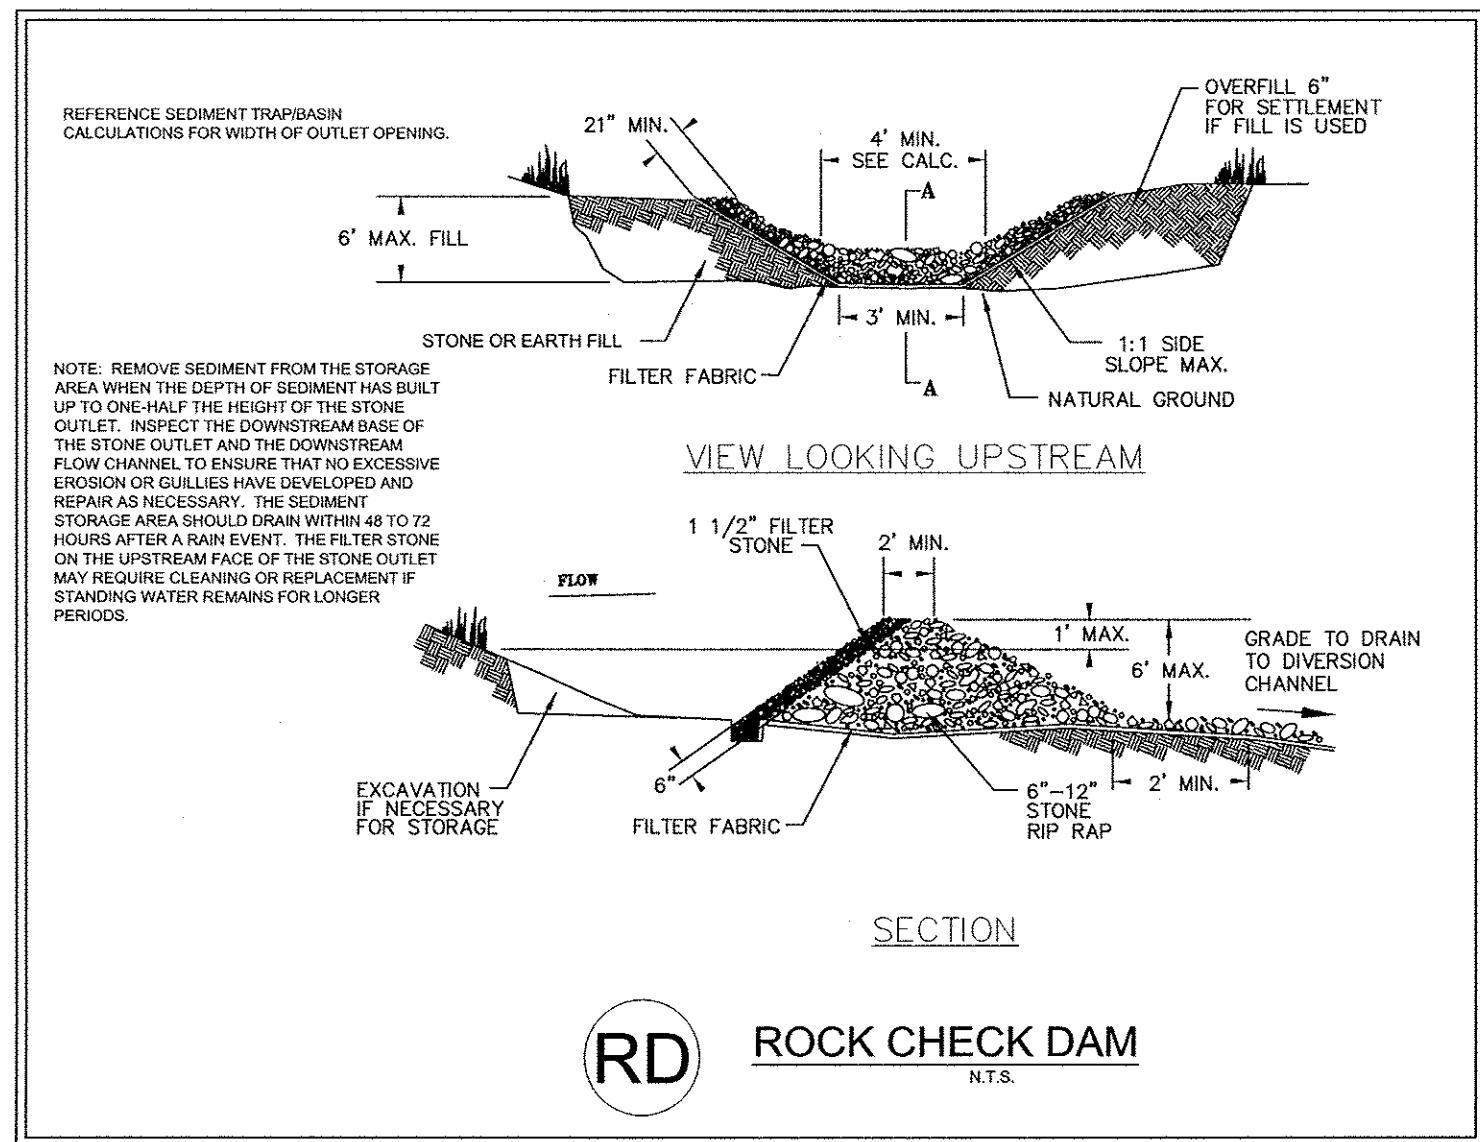 REFERENCE SEDIMENT TRAP/BASIN
CALCULATIONS FOR WIDTH OF OUTLET OPENING.
21" MIN.
4' MIN.
SEE CALC.
OVERFILL 6"
FOR SETTLEMENT
IF FILL IS USED
A
6' MAX. FILL
3' MIN.
STONE OR EARTH FILL
FILTER FABRIC
A
1:1 SIDE
SLOPE MAX.
NATURAL GROUND
VIEW LOOKING UPSTREAM
NOTE: REMOVE SEDIMENT FROM THE STORAGE
AREA WHEN THE DEPTH OF SEDIMENT HAS BUILT
UP TO ONE-HALF THE HEIGHT OF THE STONE
OUTLET. INSPECT THE DOWNSTREAM BASE OF
THE STONE OUTLET AND THE DOWNSTREAM
FLOW CHANNEL TO ENSURE THAT NO EXCESSIVE
EROSION OR GUILLIES HAVE DEVELOPED AND
REPAIR AS NECESSARY. THE SEDIMENT
STORAGE AREA SHOULD DRAIN WITHIN 48 TO 72
HOURS AFTER A RAIN EVENT. THE FILTER STONE
ON THE UPSTREAM FACE OF THE STONE OUTLET
MAY REQUIRE CLEANING OR REPLACEMENT IF
STANDING WATER REMAINS FOR LONGER
PERIODS.
1 1/2" FILTER
STONE
2' MIN.
FLOW
1' MAX.
6' MAX.
GRADE TO DRAIN
TO DIVERSION
CHANNEL
6"
EXCAVATION
IF NECESSARY
FOR STORAGE
FILTER FABRIC
6"-12"
STONE
RIP RAP
2' MIN.
SECTION
RD
ROCK CHECK DAM
N.T.S.